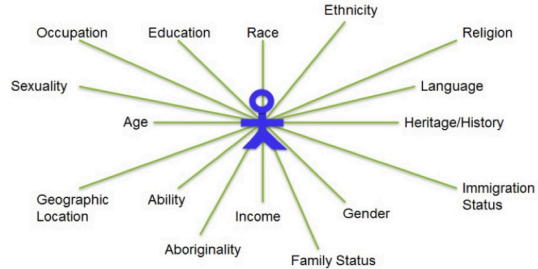 Ethnicity
Occupation
Education
Race
Religion
Sexuality
Language
Age
Heritage/History
Geographic
Location
Ability
Income
Gender
Immigration
Status
Aboriginality
Family Status